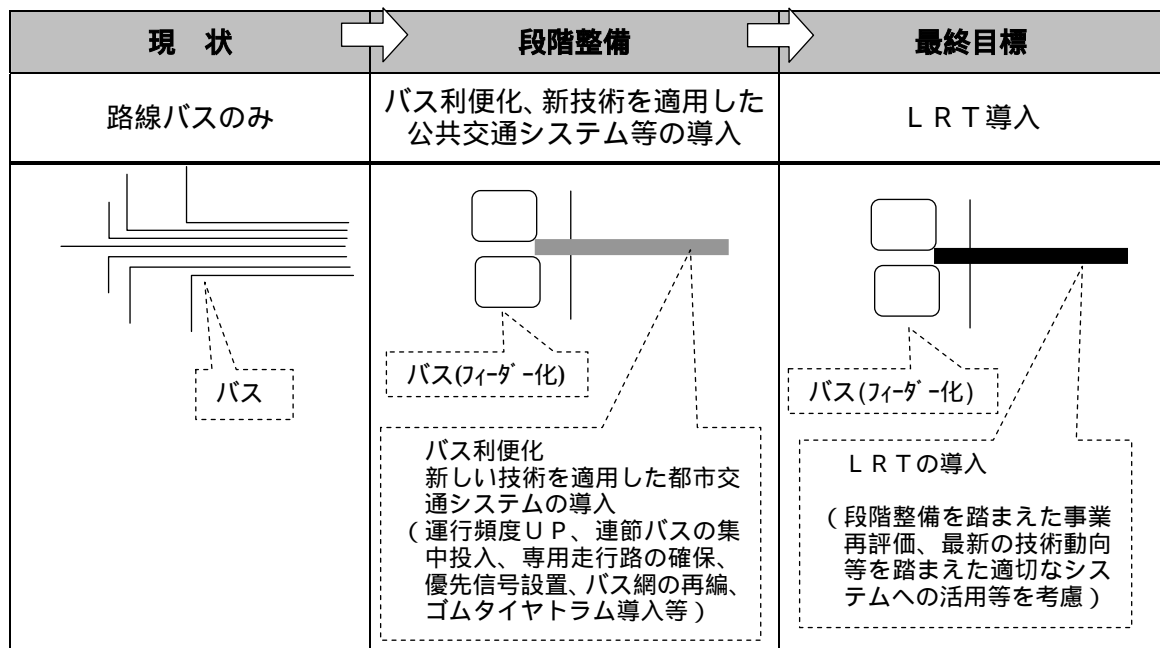 現　状
段階整備
最終目標
路線バスのみ
バス利便化、新技術を適用した
公共交通システム等の導入
ＬＲＴ導入
バス
バス(ﾌｨｰﾀﾞｰ化)
バス利便化
新しい技術を適用した都市交
通システムの導入
（運行頻度ＵＰ、連節バスの集
中投入、専用走行路の確保、
優先信号設置、バス網の再編、
ゴムタイヤトラム導入等）
バス(ﾌｨｰﾀﾞｰ化)
ＬＲＴの導入
（段階整備を踏まえた事業
再評価、最新の技術動向
等を踏まえた適切なシス
テムへの活用等を考慮）